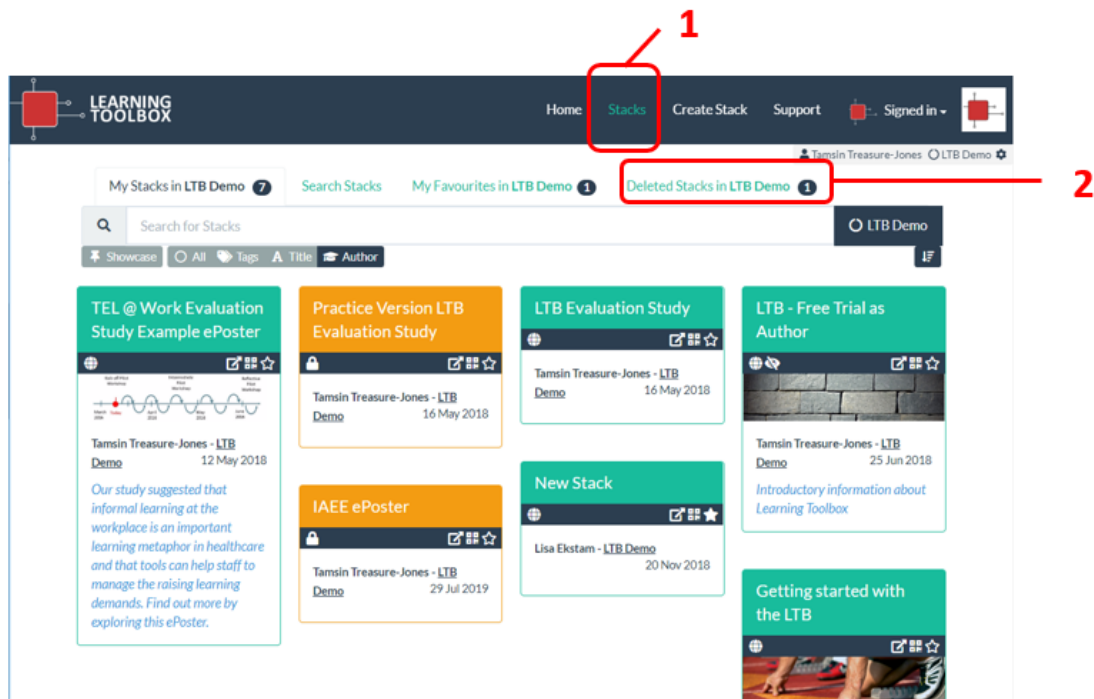 1
LEARNING
TOOLBOX
Home Stacks Create Stack Support Signed in
Tamsin Treasure-Jones LTB Demo
My Stacks in LTB Demo 7 Search Stacks My Favourites in LTB Demo 1 Deleted Stacks in LTB Demo 1
2
Search for Stacks LTB Demo
Showcase All Tags Title Author
TEL @ Work Evaluation
Study Example ePoster
Today
Tamsin Treasure-Jones - LTB
Demo 12 May 2018
Our study suggested that
informal learning at the
workplace is an important
learning metaphor in healthcare
and that tools can help staff to
manage the raising learning
demands. Find out more by
exploring this ePoster.
Practice Version LTB
Evaluation Study
Tamsin Treasure-Jones - LTB
Demo 16 May 2018
IAEE ePoster
Tamsin Treasure-Jones - LTB
Demo 29 Jul 2019
LTB Evaluation Study
Tamsin Treasure-Jones - LTB
Demo 16 May 2018
New Stack
Lisa Ekstam - LTB Demo
20 Nov 2018
LTB - Free Trial as
Author
Tamsin Treasure-Jones - LTB
Demo 25 Jun 2018
Introductory information about
Learning Toolbox
Getting started with
the LTB